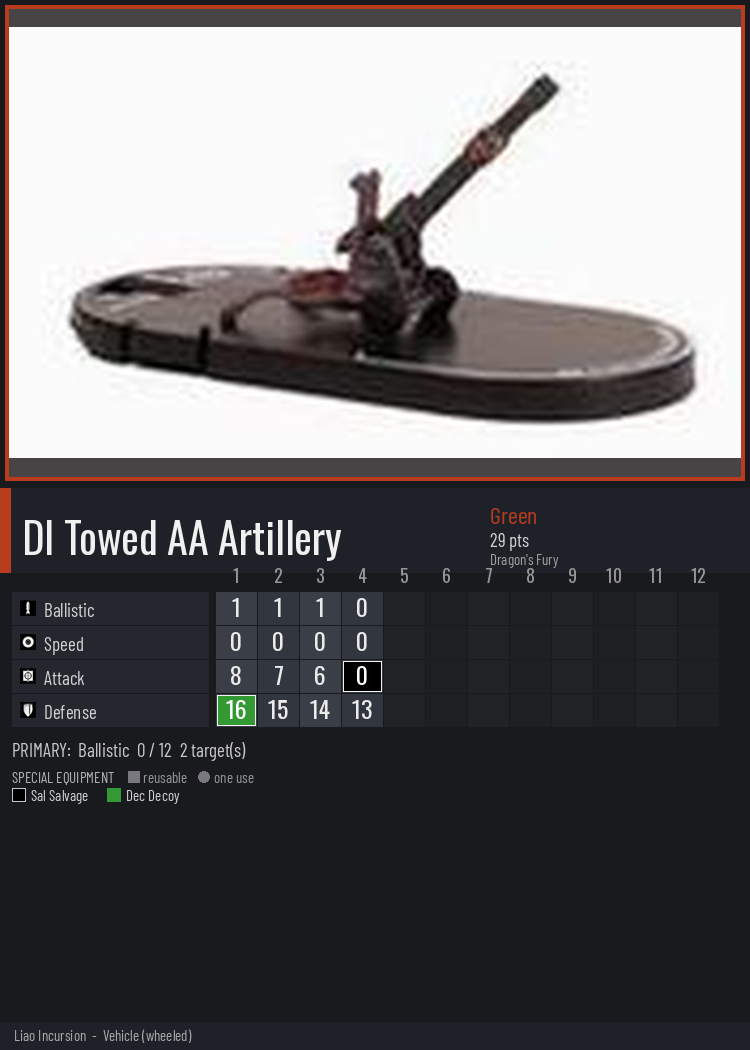 DI Towed AA Artillery
Green
29 pts
Dragon's Fury
1 2 3 4 5 6 7 8 9 10 11 12
Ballistic 1 1 1 0
Speed 0 0 0 0
Attack 8 7 6 0
Defense 16 15 14 13
PRIMARY: Ballistic 0 / 12 2 target(s)
SPECIAL EQUIPMENT reusable one use
Sal Salvage Dec Decoy
Liao Incursion - Vehicle (wheeled)